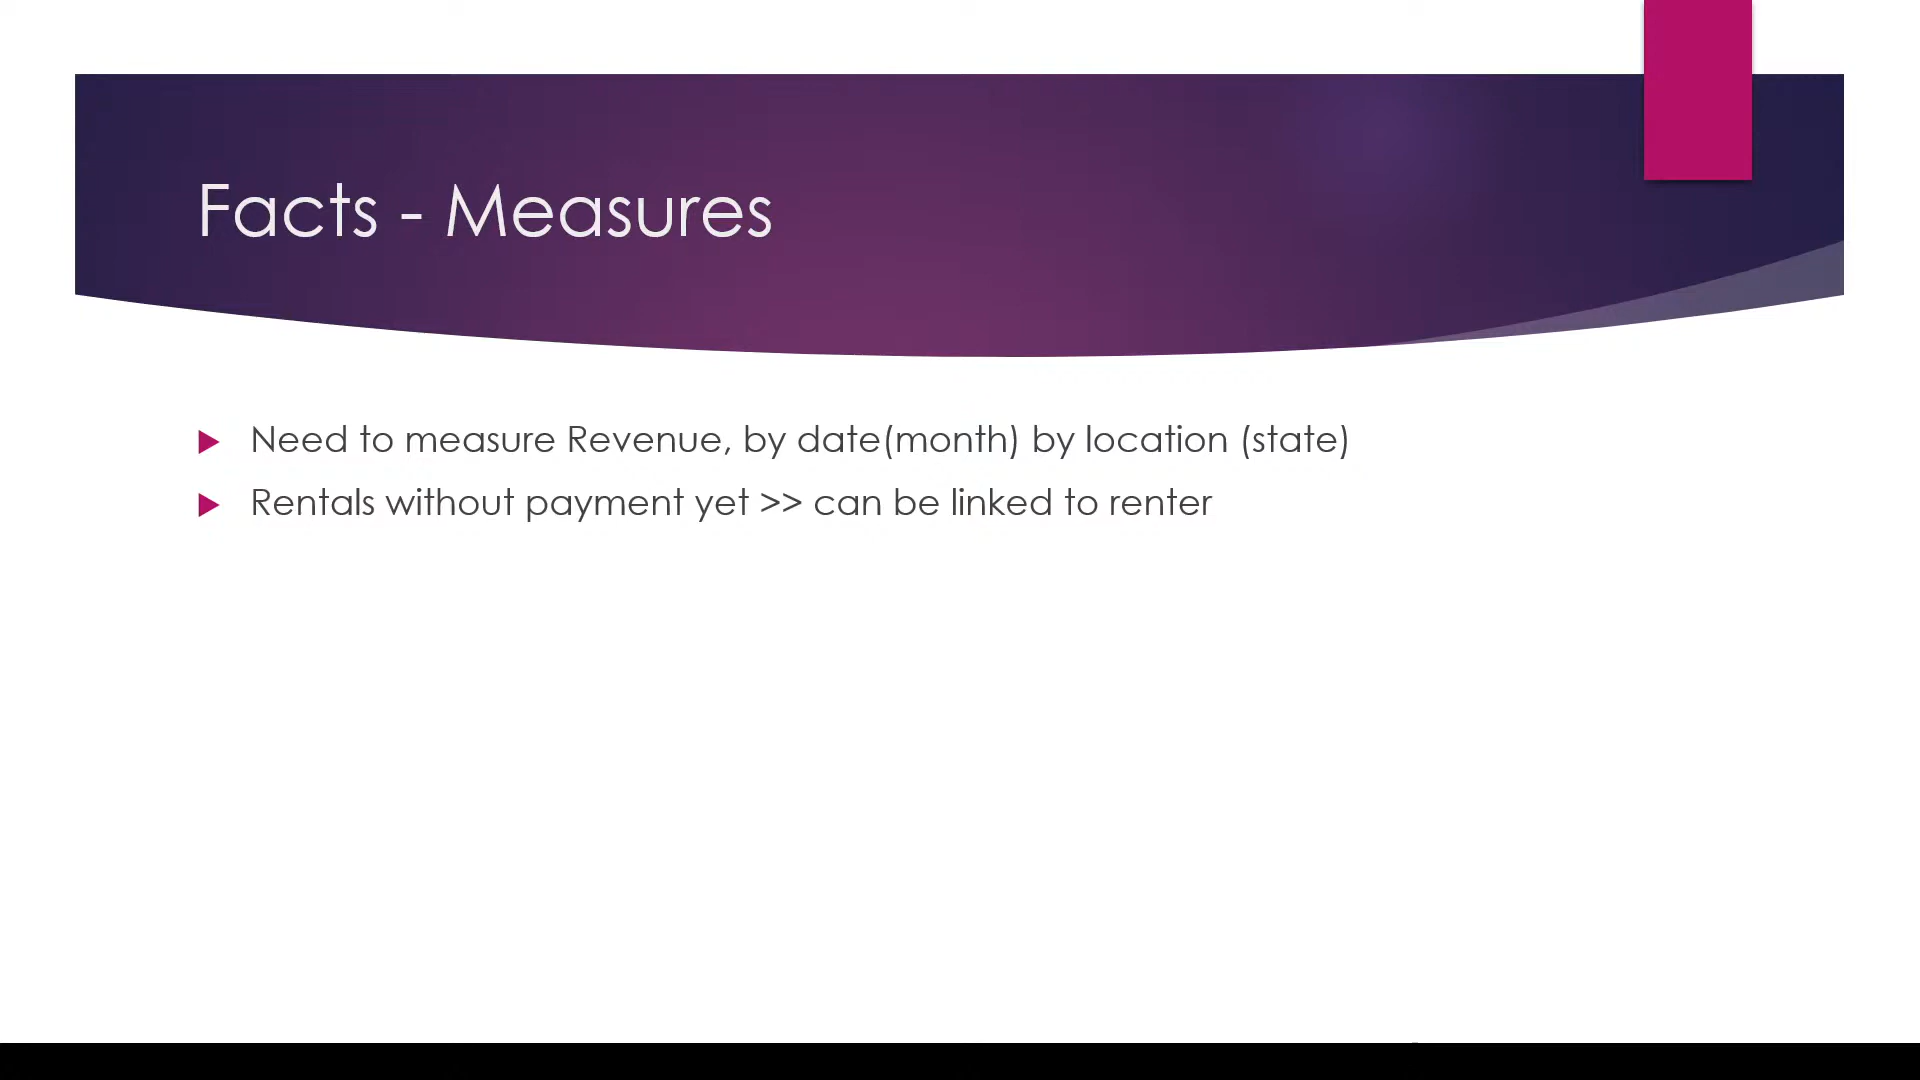 Facts - Measures
Need to measure Revenue, by date(month) by location (state)
Rentals without payment yet >> can be linked to renter